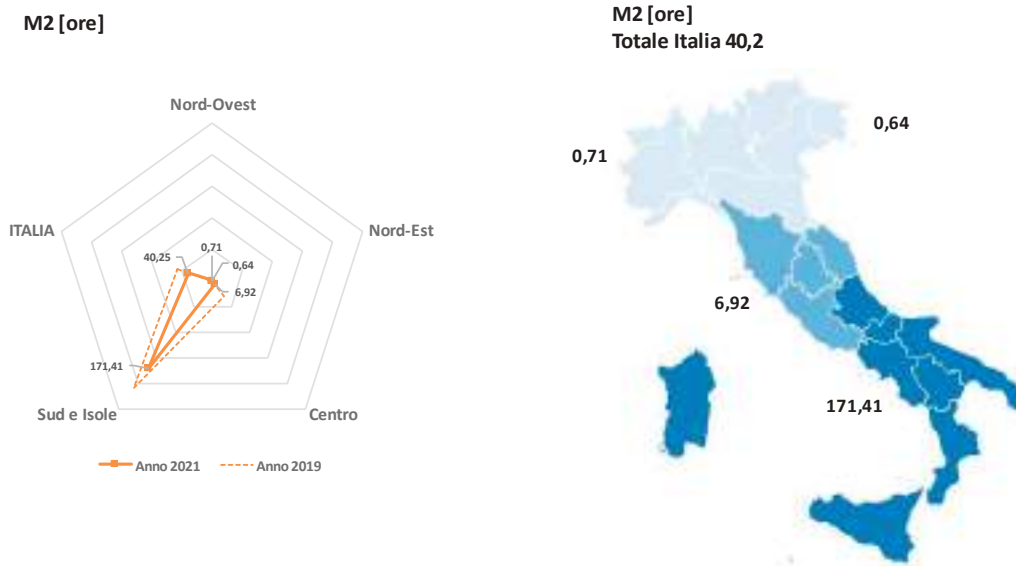 M2 [ore]
Nord-Ovest
ITALIA
Nord-Est
40,25
0,71
0,64
6,92
171,41
Sud e Isole
Centro
Anno 2021
Anno 2019
M2 [ore]
Totale Italia 40,2
0,64
0,71
6,92
171,41